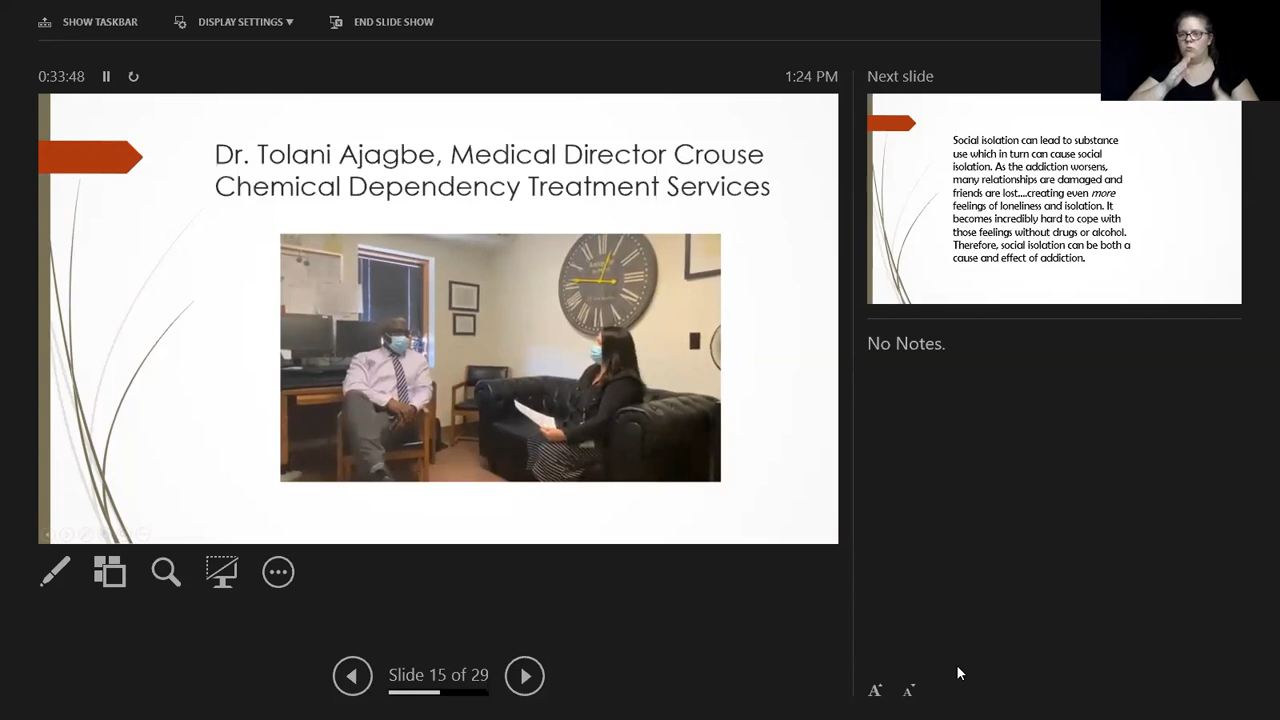 SHOW TASKBAR
DISPLAY SETTINGS ▼
END SLIDE SHOW
0:33:48
1:24 PM
Next slide
Dr. Tolani Ajagbe, Medical Director Crouse
Chemical Dependency Treatment Services
Social isolation can lead to substance
use which in turn can cause social
isolation. As the addiction worsens,
many relationships are damaged and
friends are lost....creating even more
feelings of loneliness and isolation. It
becomes incredibly hard to cope with
those feelings without drugs or alcohol.
Therefore, social isolation can be both a
cause and effect of addiction.
No Notes.
Slide 15 of 29
A A